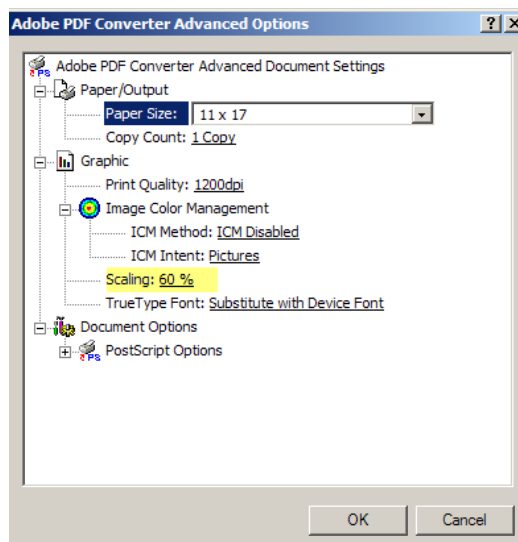 Adobe PDF Converter Advanced Options
Adobe PDF Converter Advanced Document Settings
Paper/Output
Paper Size: 11 x 17
Copy Count: 1 Copy
Graphic
Print Quality: 1200dpi
Image Color Management
ICM Method: ICM Disabled
ICM Intent: Pictures
Scaling: 60 %
TrueType Font: Substitute with Device Font
Document Options
PostScript Options
OK Cancel